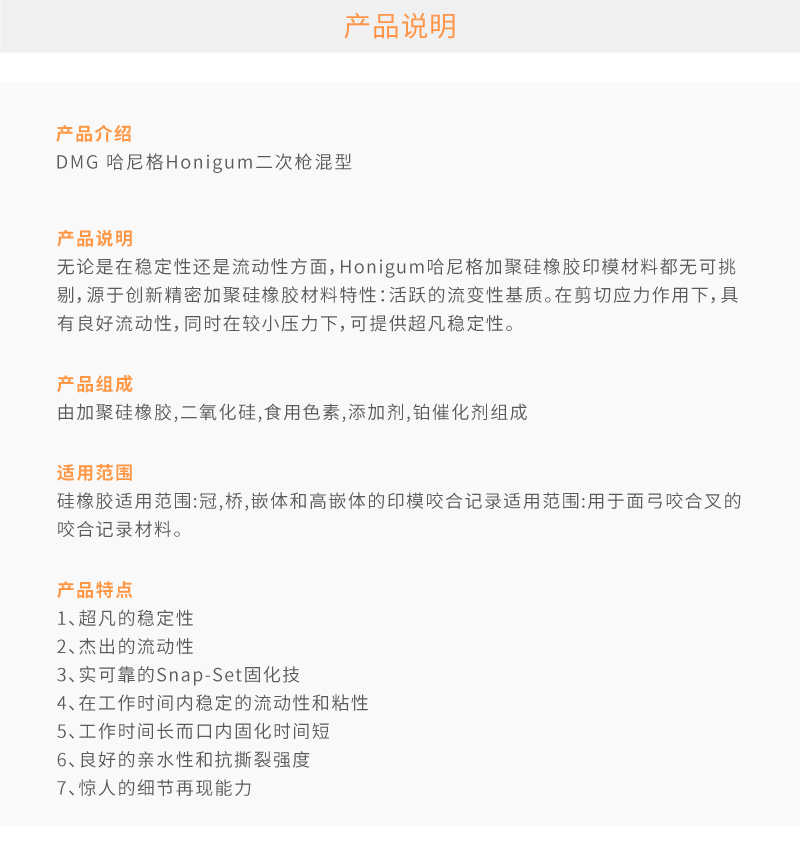 产品说明
产品介绍
DMG 哈尼格Honigum二次枪混型
产品说明
无论是在稳定性还是流动性方面，Honigum哈尼格加聚硅橡胶印模材料都无可挑
剔，源于创新精密加聚硅橡胶材料特性：活跃的流变性基质。在剪切应力作用下，具
有良好流动性，同时在较小压力下，可提供超凡稳定性。
产品组成
由加聚硅橡胶,二氧化硅,食用色素,添加剂,铂催化剂组成
适用范围
硅橡胶适用范围:冠,桥,嵌体和高嵌体的印模咬合记录适用范围:用于面弓咬合叉的
咬合记录材料。
产品特点
1、超凡的稳定性
2、杰出的流动性
3、实可靠的Snap-Set固化技
4、在工作时间内稳定的流动性和粘性
5、工作时间长而口内固化时间短
6、良好的亲水性和抗撕裂强度
7、惊人的细节再现能力